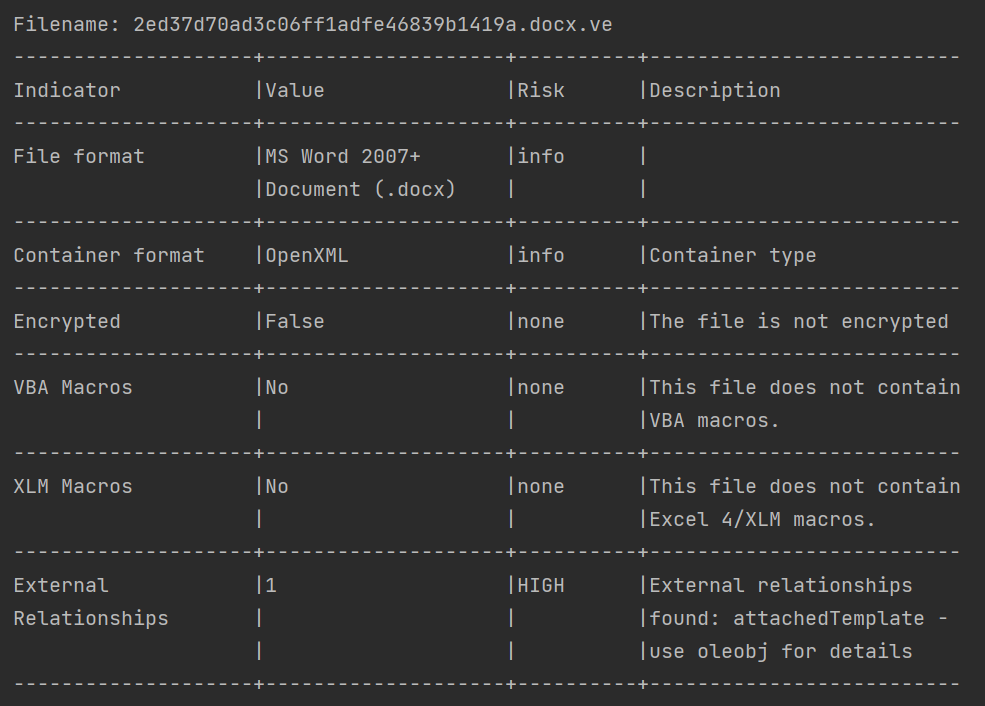 Filename: 2ed37d70ad3c06ff1adfe46839b1419a.docx.ve
--------------------+--------------------+----------+--------------------------
Indicator           |Value               |Risk      |Description
--------------------+--------------------+----------+--------------------------
File format         |MS Word 2007+       |info      |
                    |Document (.docx)    |          |
--------------------+--------------------+----------+--------------------------
Container format    |OpenXML             |info      |Container type
--------------------+--------------------+----------+--------------------------
Encrypted           |False               |none      |The file is not encrypted
--------------------+--------------------+----------+--------------------------
VBA Macros          |No                  |none      |This file does not contain
                    |                    |          |VBA macros.
--------------------+--------------------+----------+--------------------------
XLM Macros          |No                  |none      |This file does not contain
                    |                    |          |Excel 4/XLM macros.
--------------------+--------------------+----------+--------------------------
External            |1                   |HIGH      |External relationships
Relationships       |                    |          |found: attachedTemplate -
                    |                    |          |use oleobj for details
--------------------+--------------------+----------+--------------------------